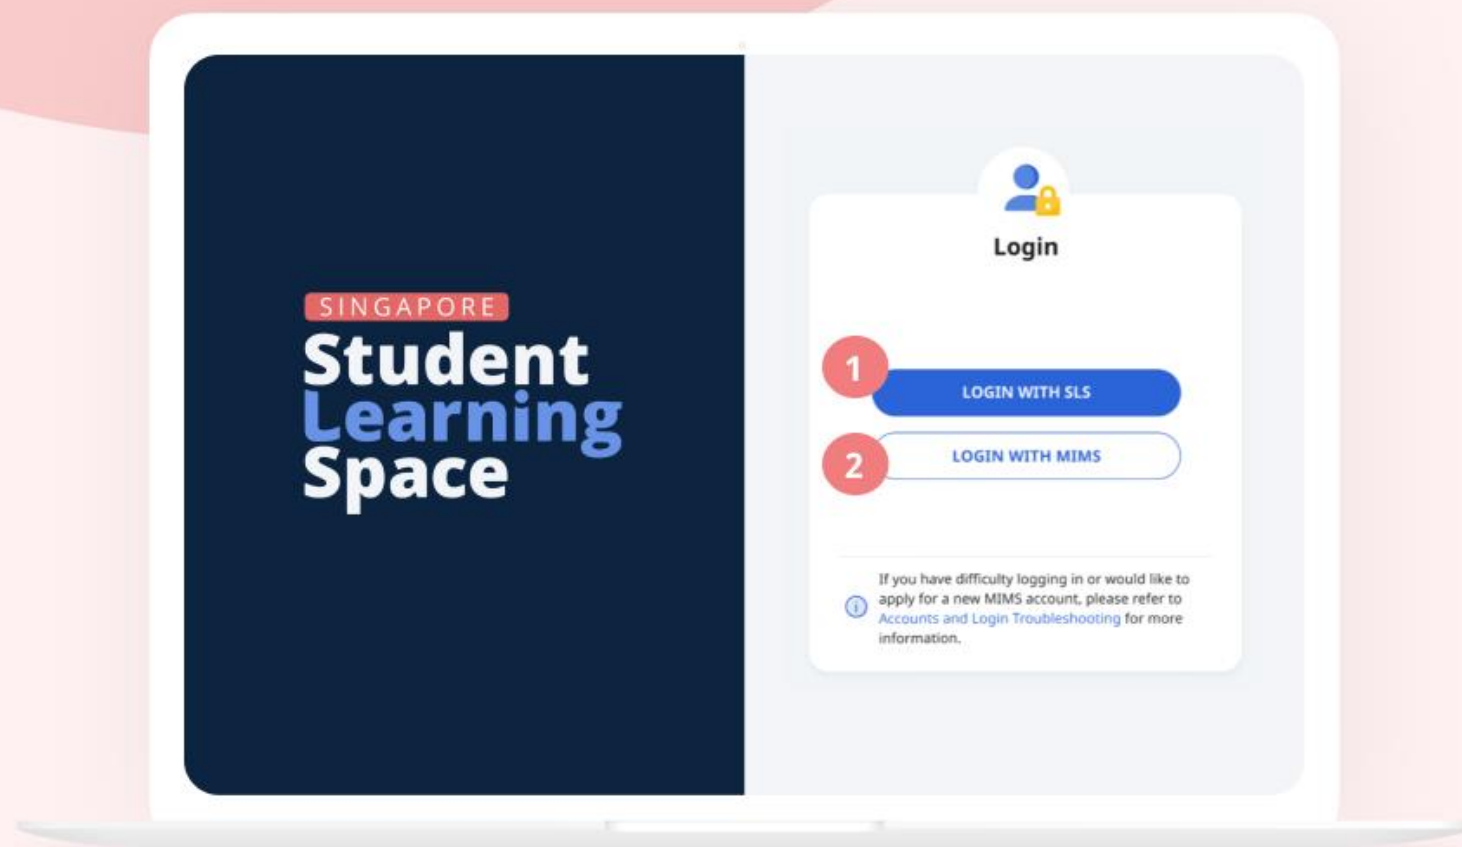 SINGAPORE
Student
Learning
Space
Login
1
LOGIN WITH SLS
2
LOGIN WITH MIMS
If you have difficulty logging in or would like to
apply for a new MIMS account, please refer to
Accounts and Login Troubleshooting for more
information.